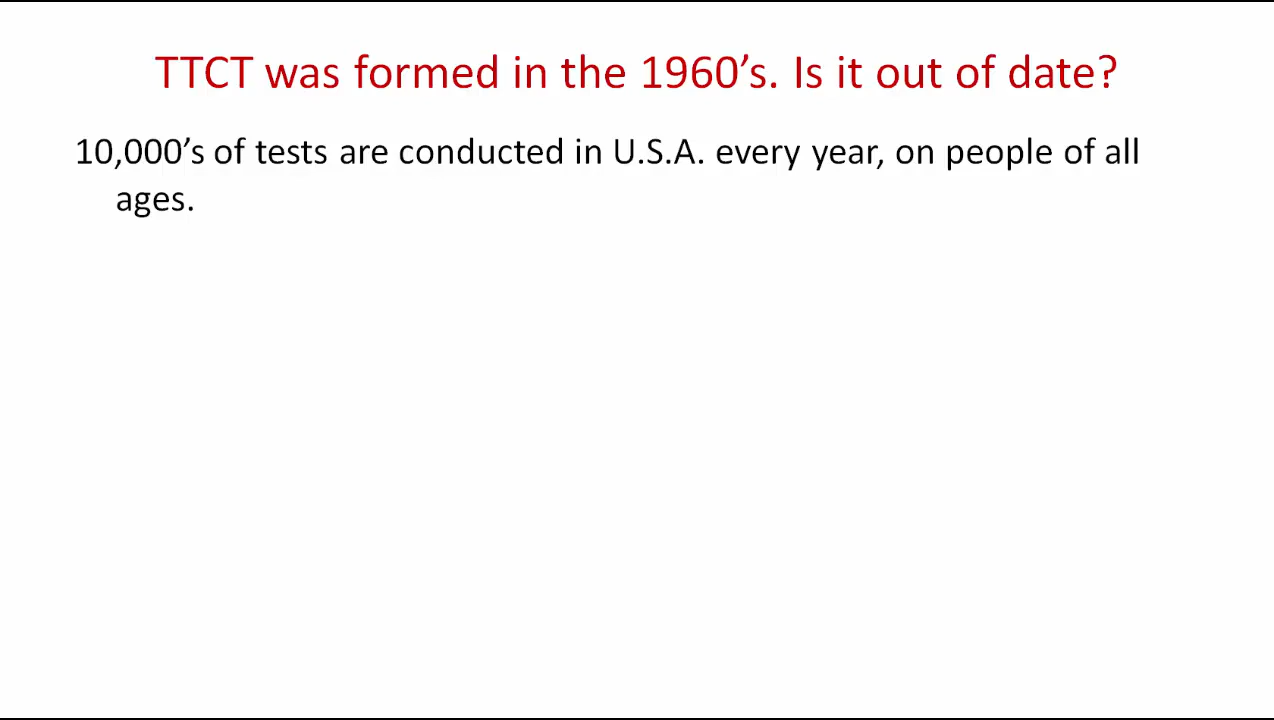 TTCT was formed in the 1960’s. Is it out of date?
10,000’s of tests are conducted in U.S.A. every year, on people of all
ages.